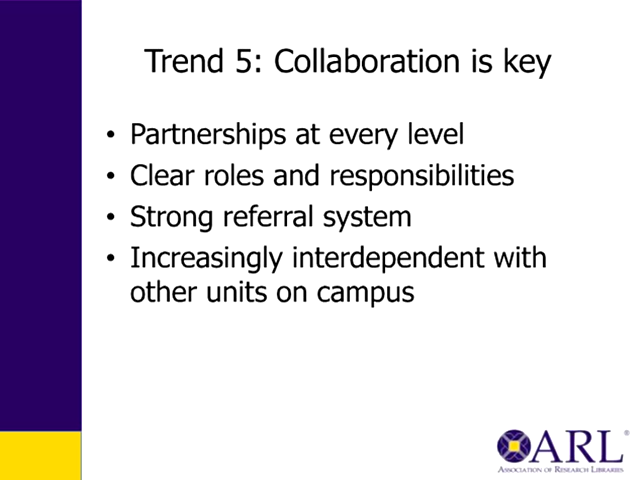 Trend 5: Collaboration is key
• Partnerships at every level
• Clear roles and responsibilities
• Strong referral system
• Increasingly interdependent with
other units on campus
ARL®
ASSOCIATION OF RESEARCH LIBRARIES